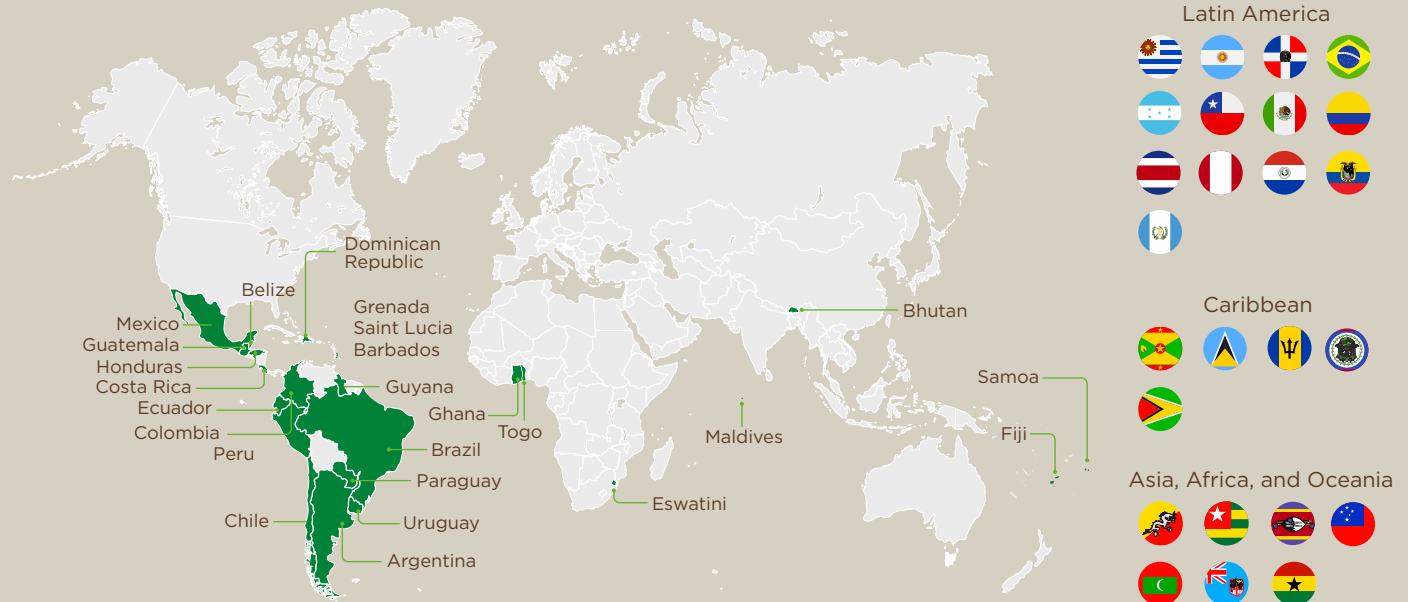 Latin America
Dominican
Republic
Belize
Grenada
Saint Lucia
Barbados
Mexico
Guatemala
Honduras
Costa Rica
Ecuador
Colombia
Peru
Chile
Guyana
Brazil
Paraguay
Uruguay
Argentina
Ghana
Togo
Eswatini
Maldives
Bhutan
Samoa
Fiji
Caribbean
Asia, Africa, and Oceania